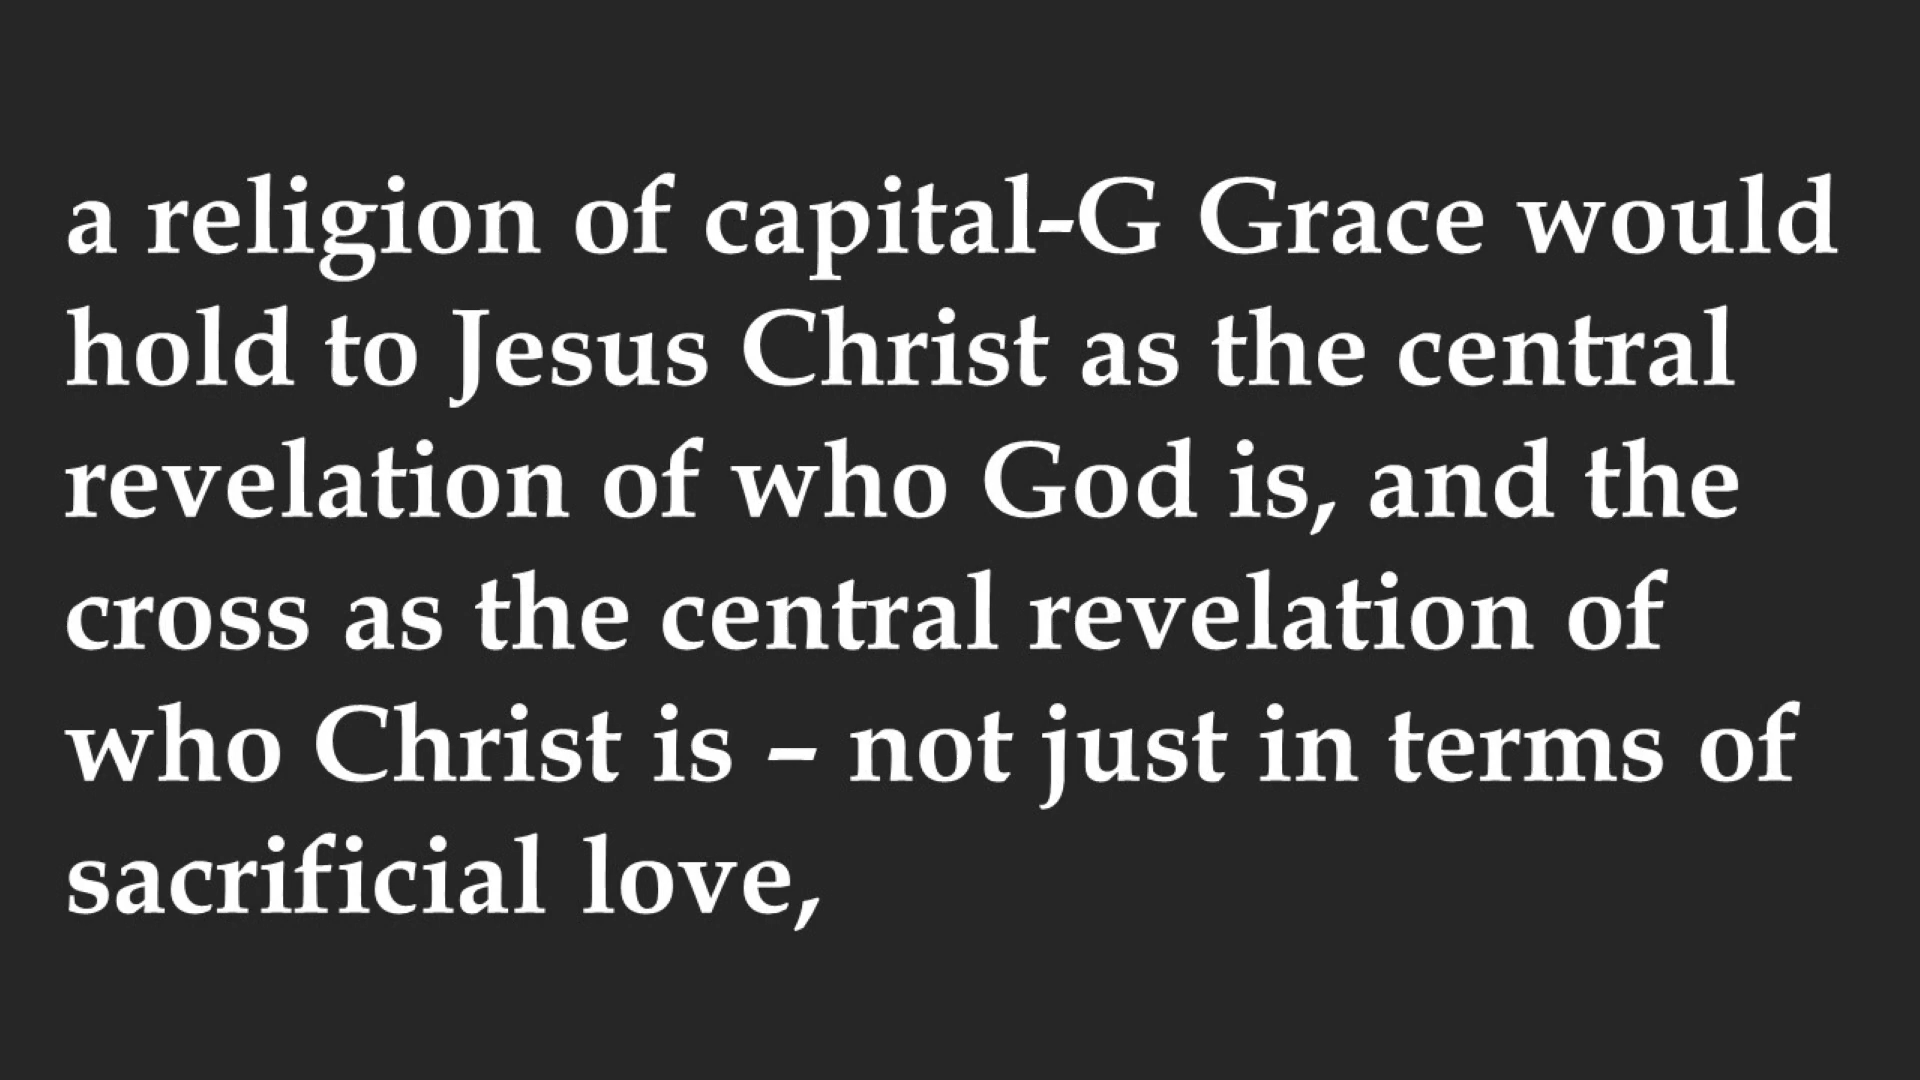 a religion of capital-G Grace would
hold to Jesus Christ as the central
revelation of who God is, and the
cross as the central revelation of
who Christ is – not just in terms of
sacrificial love,